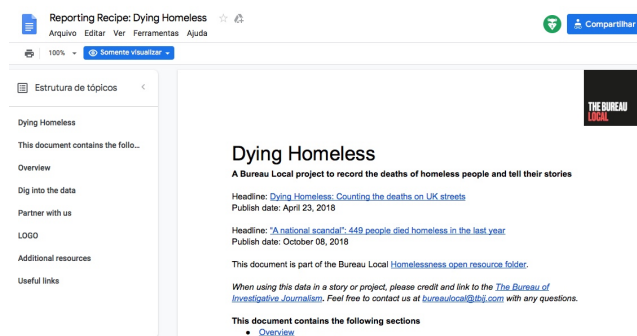 Reporting Recipe: Dying Homeless
Arquivo Editar Ver Ferramentas Ajuda
Compartilhar
100% Somente visualizar
Estrutura de tópicos
Dying Homeless
This document contains the follo...
Overview
Dig into the data
Partner with us
LOGO
Additional resources
Useful links
THE BUREAU
LOCAL
Dying Homeless
A Bureau Local project to record the deaths of homeless people and tell their stories
Headline: Dying Homeless: Counting the deaths on UK streets
Publish date: April 23, 2018
Headline: "A national scandal": 449 people died homeless in the last year
Publish date: October 08, 2018
This document is part of the Bureau Local Homelessness open resource folder.
When using this data in a story or project, please credit and link to the The Bureau of
Investigative Journalism. Feel free to contact us at bureaulocal@tbij.com with any questions.
This document contains the following sections
• Overview